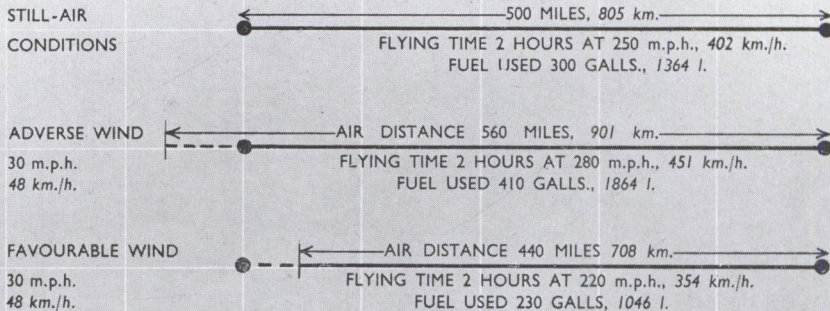 STILL-AIR
CONDITIONS
500 MILES, 805 km.
FLYING TIME 2 HOURS AT 250 m.p.h., 402 km./h.
FUEL USED 300 GALLS., 1364 l.
ADVERSE WIND
30 m.p.h.
48 km./h.
AIR DISTANCE 560 MILES, 901 km.
FLYING TIME 2 HOURS AT 280 m.p.h., 451 km./h.
FUEL USED 410 GALLS., 1864 l.
FAVOURABLE WIND
30 m.p.h.
48 km./h.
AIR DISTANCE 440 MILES 708 km.
FLYING TIME 2 HOURS AT 220 m.p.h., 354 km./h.
FUEL USED 230 GALLS, 1046 l.